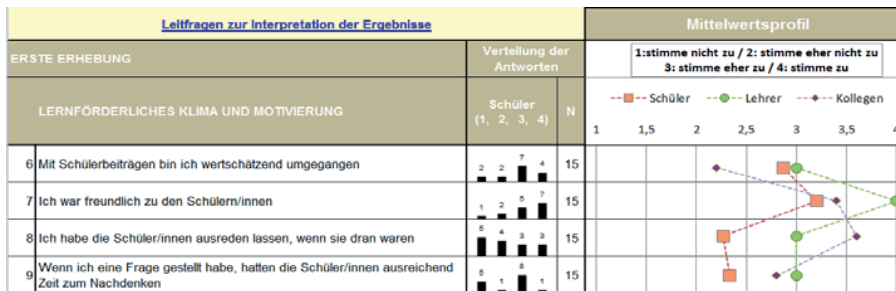 Leitfragen zur Interpretation der Ergebnisse
Mittelwertsprofil
ERSTE ERHEBUNG
Verteilung der
Antworten
1:stimme nicht zu / 2: stimme eher nicht zu
3: stimme eher zu / 4: stimme zu
LERNFÖRDERLICHES KLIMA UND MOTIVIERUNG
Schüler
(1, 2, 3, 4)
N
Schüler Lehrer Kollegen
1 1,5 2 2,5 3 3,5 4
6 Mit Schülerbeiträgen bin ich wertschätzend umgegangen
2 2 7 4
15
7 Ich war freundlich zu den Schülern/innen
1 2 5 7
15
8 Ich habe die Schüler/innen ausreden lassen, wenn sie dran waren
4 3 3
15
9 Wenn ich eine Frage gestellt habe, hatten die Schüler/innen ausreichend
Zeit zum Nachdenken
1 1
15